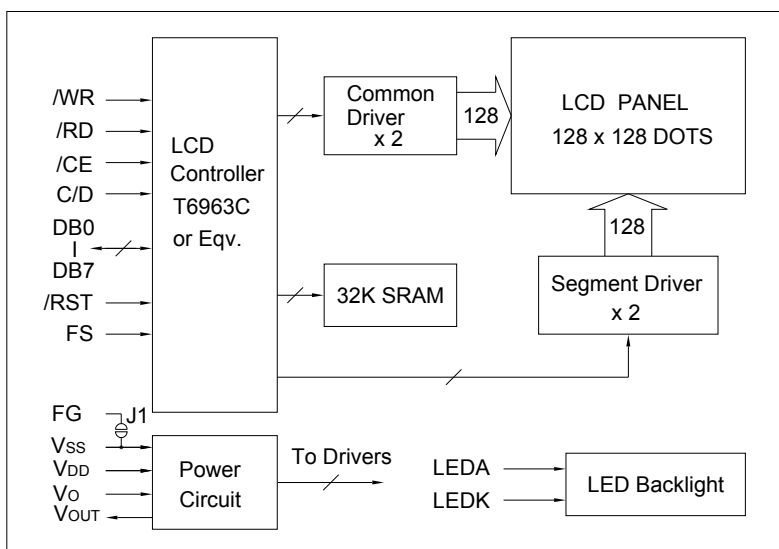 /WR
/RD
/CE
C/D
DB0
DB7
/RST
FS
LCD
Controller
T6963C
or Eqv.
Common
Driver
x 2
128
LCD PANEL
128 x 128 DOTS
128
32K SRAM
Segment Driver
x 2
FG
J1
VSS
VDD
VO
VOUT
Power
Circuit
To Drivers
LEDA
LEDK
LED Backlight